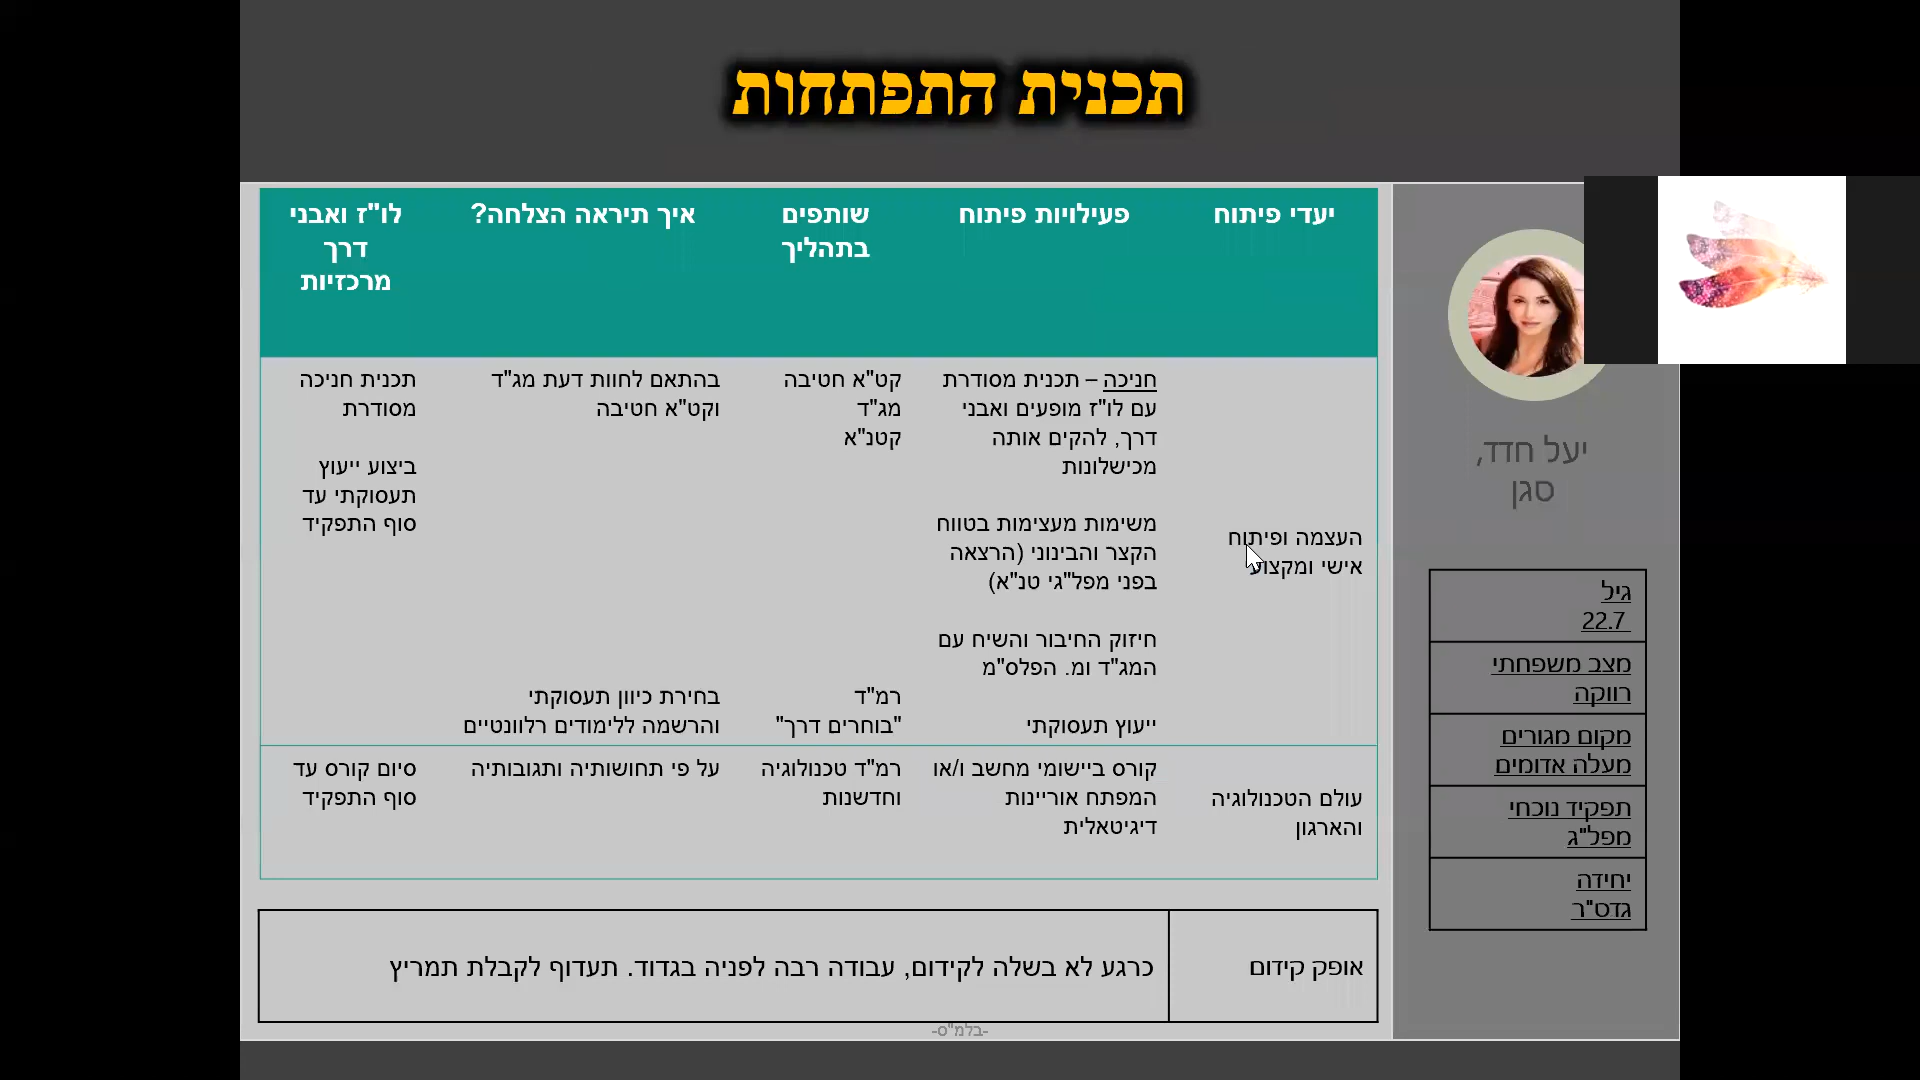 תכנית התפתחות
יעדי פיתוח
פעילויות פיתוח
שותפים
בתהליך
איך תיראה הצלחה?
לו"ז ואבני
דרך
מרכזיות
העצמה ופיתוח
אישי ומקצוע
חניכה – תכנית מסודרת
עם לו"ז מופעים ואבני
דרך, להקים אותה
מכישלונות
משימות מעצימות בטווח
הקצר והבינוני (הרצאה
בפני מפל"גי טנ"א)
חיזוק החיבור והשיח עם
המג"ד ומ. הפלס"מ
ייעוץ תעסוקתי
קט"א חטיבה
מג"ד
קטנ"א
רמ"ד
"בוחרים דרך"
בהתאם לחוות דעת מג"ד
וקט"א חטיבה
בחירת כיוון תעסוקתי
והרשמה ללימודים רלוונטיים
תכנית חניכה
מסודרת
ביצוע ייעוץ
תעסוקתי עד
סוף התפקיד
עולם הטכנולוגיה
והארגון
קורס ביישומי מחשב ו/או
המפתח אוריינות
דיגיטאלית
רמ"ד טכנולוגיה
וחדשנות
על פי תחושותיה ותגובותיה
סיום קורס עד
סוף התפקיד
אופק קידום
כרגע לא בשלה לקידום, עבודה רבה לפניה בגדוד. תעדוף לקבלת תמריץ
יעל חדד,
סגן
גיל
22.7
מצב משפחתי
רווקה
מקום מגורים
מעלה אדומים
תפקיד נוכחי
מפל"ג
יחידה
גדס"ר
-בלמ"ס-